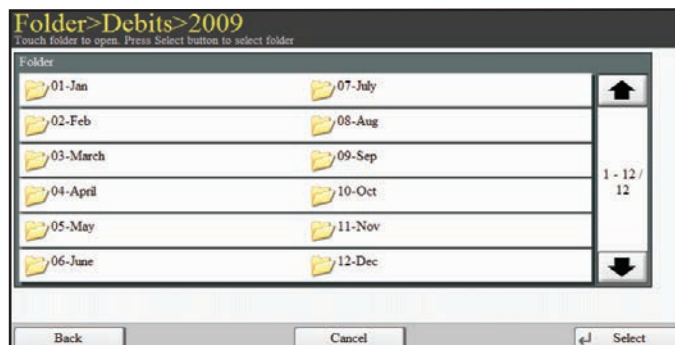 Folder>Debits>2009
Touch folder to open. Press Select button to select folder
Folder
01-Jan 07-July
02-Feb 08-Aug
03-March 09-Sep
04-April 10-Oct
05-May 11-Nov
06-June 12-Dec
1 - 12 /
12
Back Cancel Select